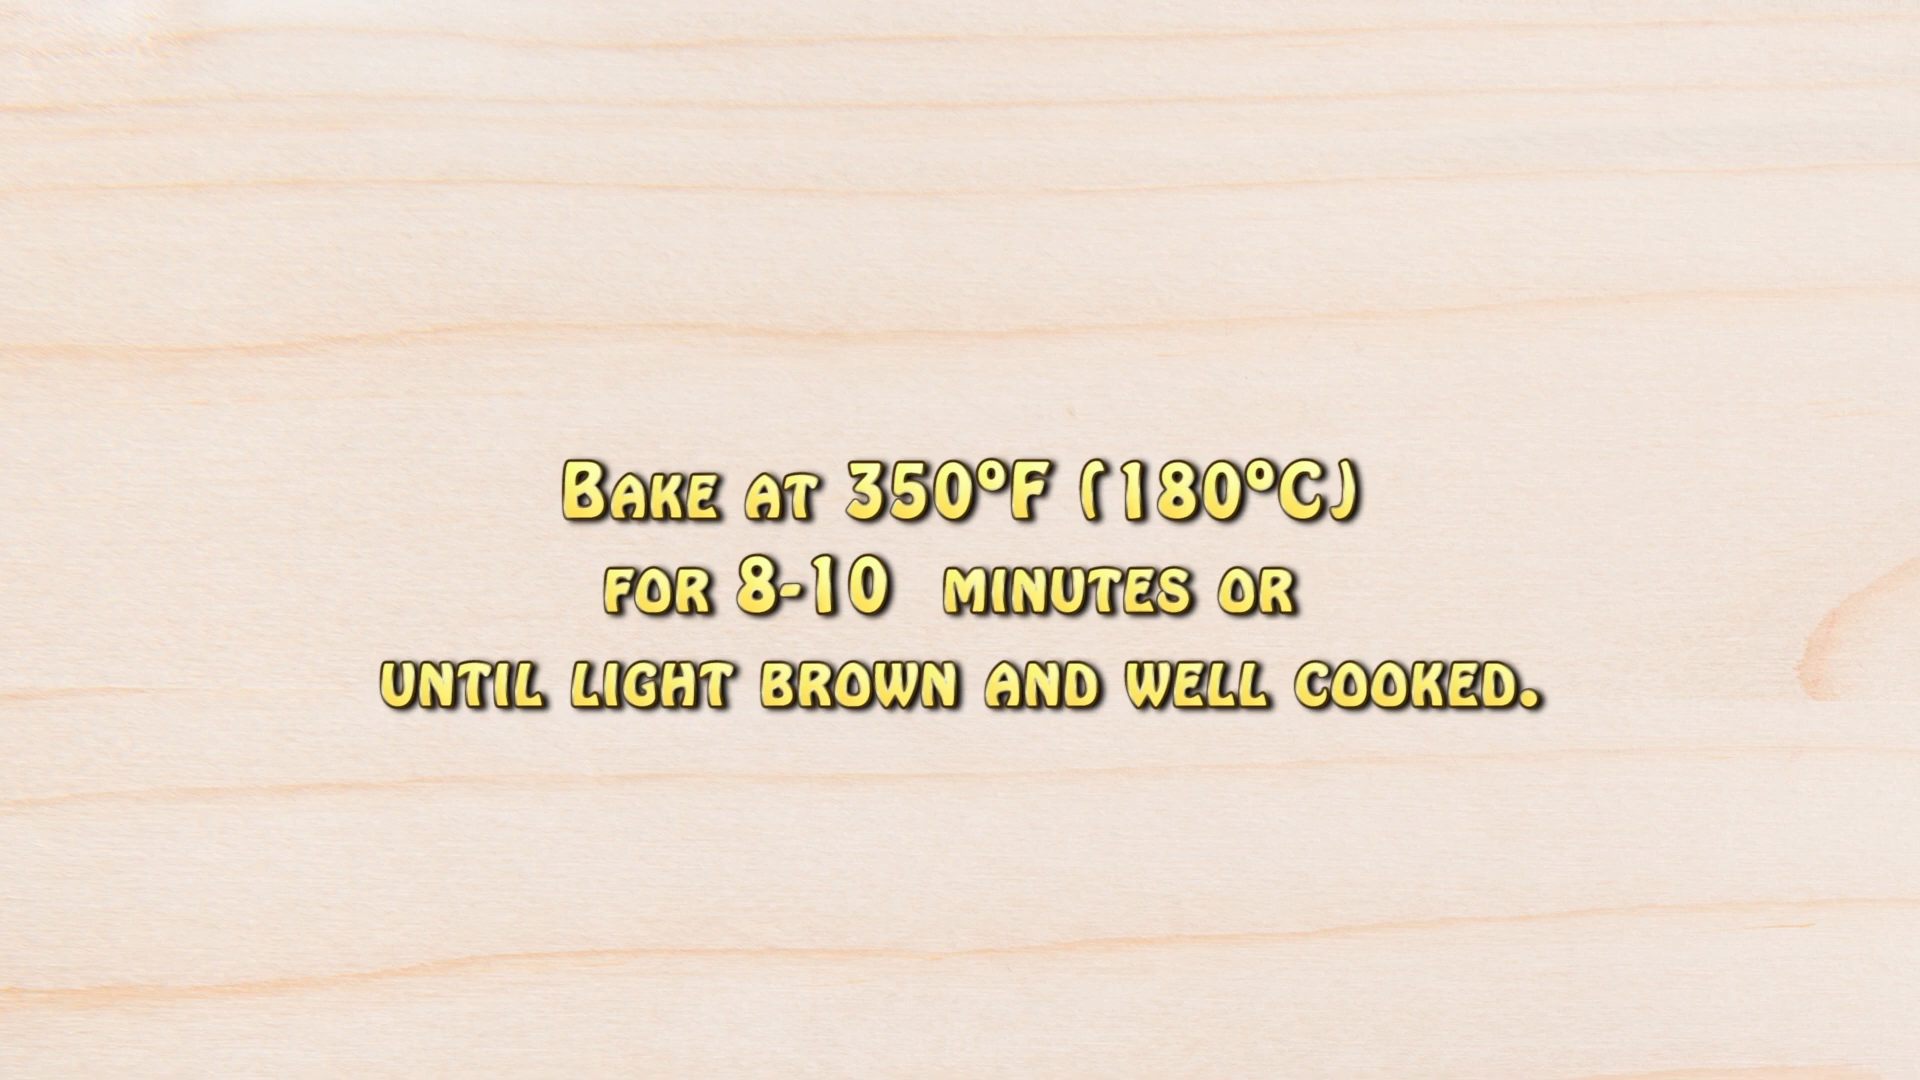 Bake at 350°F (180°C)
for 8-10 minutes or
until light brown and well cooked.